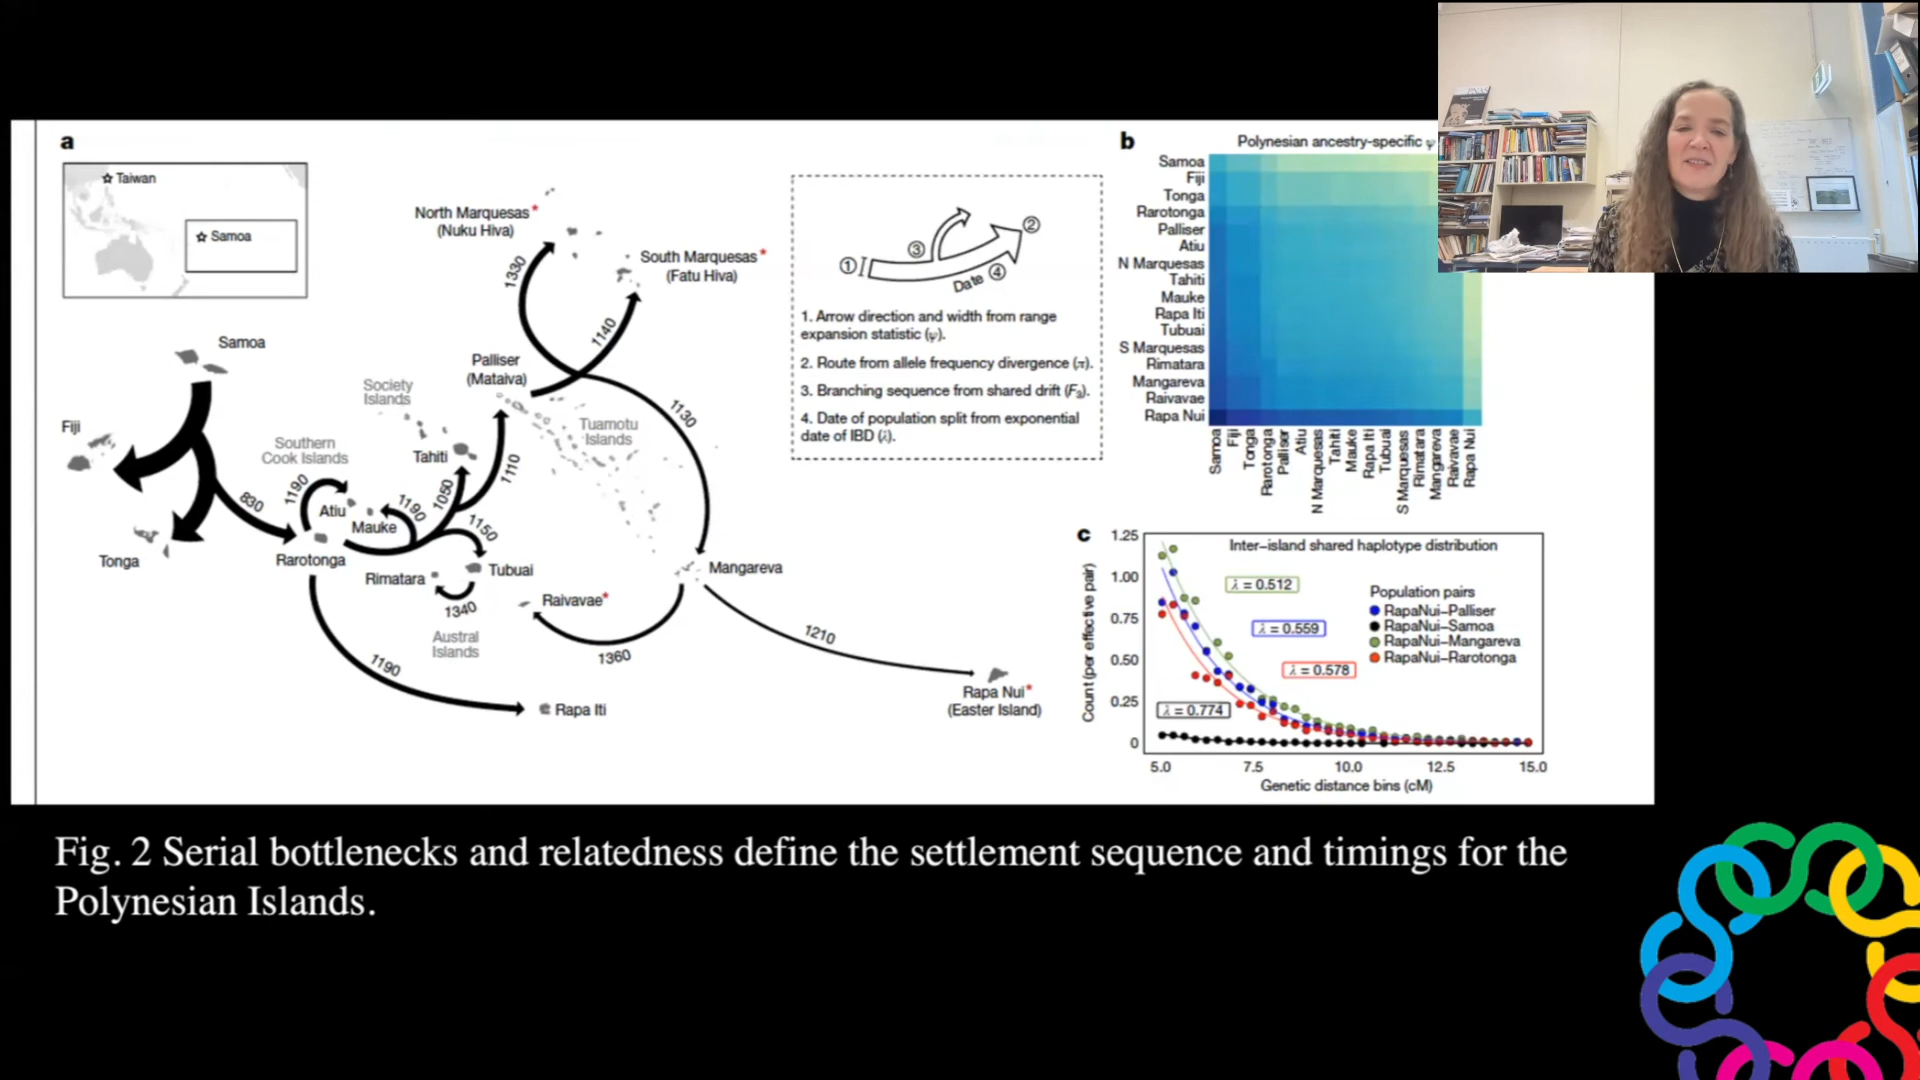 a
Taiwan
Samoa
North Marquesas*
(Nuku Hiva)
South Marquesas*
(Fatu Hiva)
1330
1140
Samoa
Palliser
(Mataiva)
Society
Islands
Tuamotu
Islands
1130
Fiji
Southern
Cook Islands
Tahiti
1110
1050
1190
830
Atiu
1190
Mauke
1150
Tonga
Rarotonga
Rimatara
Tubuai
Mangareva
1340
Raivavae*
Austral
Islands
1190
1360
1210
Rapa Iti
Rapa Nui*
(Easter Island)
1
2
3
Date 4
1. Arrow direction and width from range
expansion statistic (ψ).
2. Route from allele frequency divergence (π).
3. Branching sequence from shared drift (F3).
4. Date of population split from exponential
date of IBD (λ).
b
Polynesian ancestry-specific ψ
Samoa
Fiji
Tonga
Rarotonga
Palliser
Atiu
N Marquesas
Tahiti
Mauke
Rapa Iti
Tubuai
S Marquesas
Rimatara
Mangareva
Raivavae
Rapa Nui
Samoa
Fiji
Tonga
Rarotonga
Palliser
Atiu
N Marquesas
Tahiti
Mauke
Rapa Iti
Tubuai
S Marquesas
Rimatara
Mangareva
Raivavae
Rapa Nui
c
Inter-island shared haplotype distribution
Count (per effective pair)
1.25
1.00
0.75
0.50
0.25
0
λ = 0.512
λ = 0.559
λ = 0.578
λ = 0.774
Population pairs
RapaNui–Palliser
RapaNui–Samoa
RapaNui–Mangareva
RapaNui–Rarotonga
5.0
7.5
10.0
12.5
15.0
Genetic distance bins (cM)
Fig. 2 Serial bottlenecks and relatedness define the settlement sequence and timings for the
Polynesian Islands.